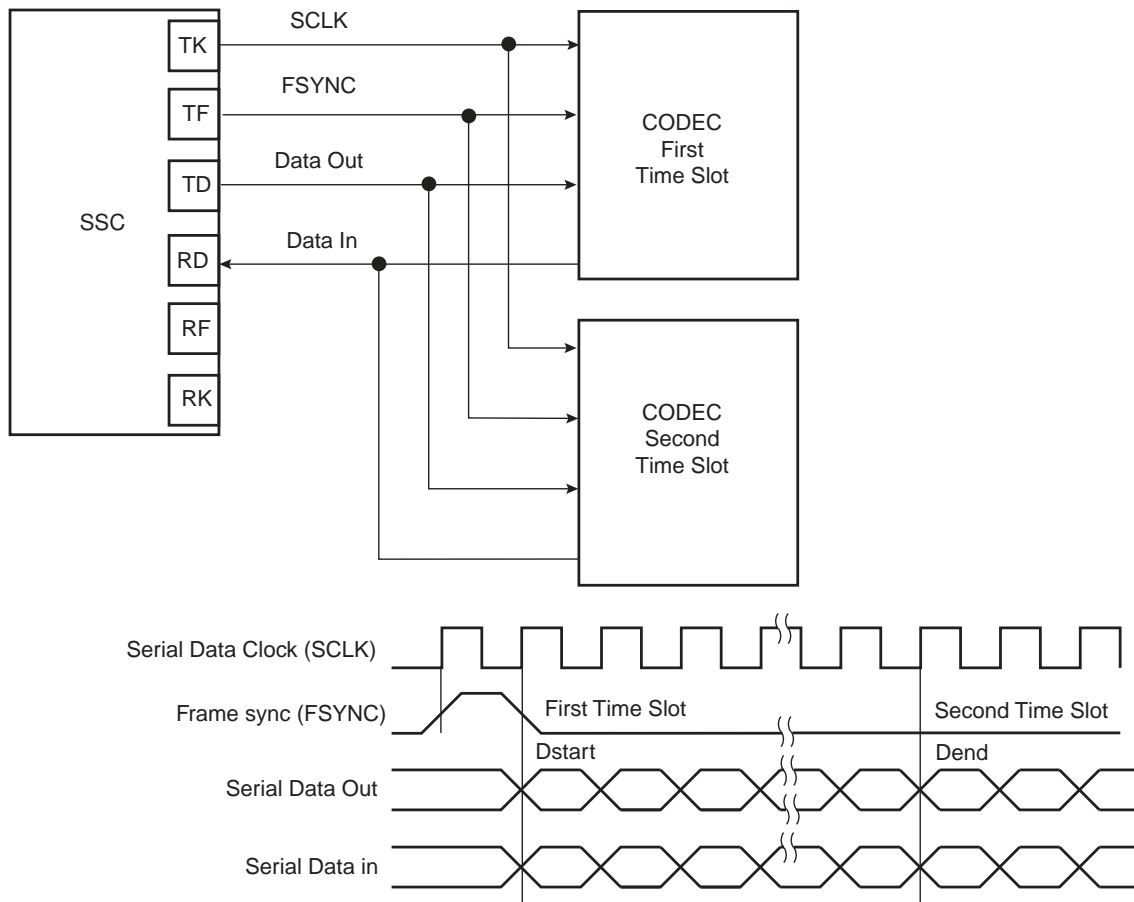 SSC
TK
TF
TD
RD
RF
RK
SCLK
FSYNC
Data Out
Data In
CODEC
First
Time Slot
CODEC
Second
Time Slot
Serial Data Clock (SCLK)
Frame sync (FSYNC)
First Time Slot
Second Time Slot
Dstart
Dend
Serial Data Out
Serial Data in